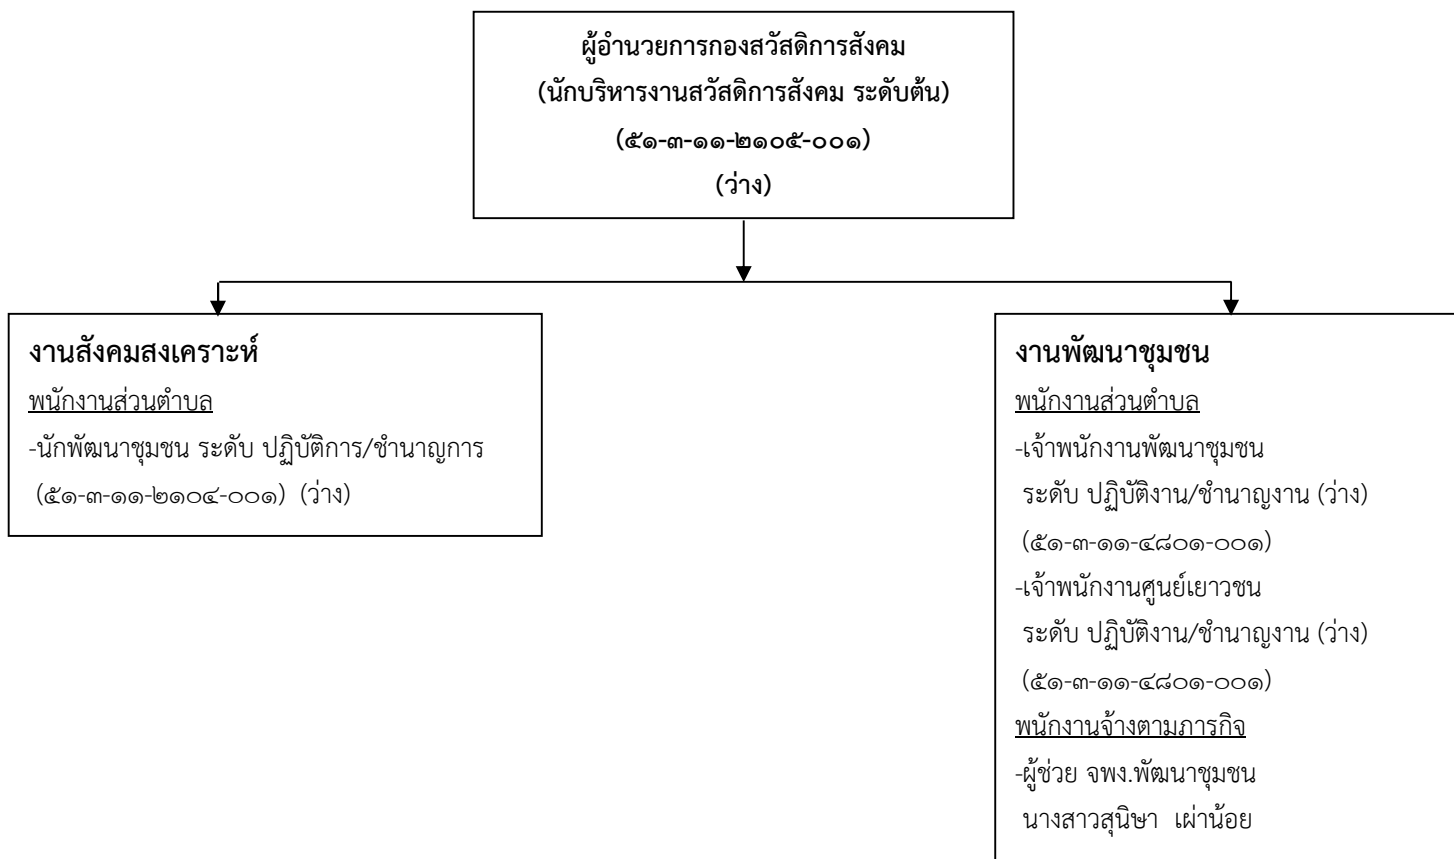 ผู้อำนวยการกองสวัสดิการสังคม
(นักบริหารงานสวัสดิการสังคม ระดับต้น)
(๕๑-๓-๑๑-๒๑๐๕-๐๐๑)
(ว่าง)
งานสังคมสงเคราะห์
พนักงานส่วนตำบล
-นักพัฒนาชุมชน ระดับ ปฏิบัติการ/ชำนาญการ
(๕๑-๓-๑๑-๒๑๐๔-๐๐๑) (ว่าง)
งานพัฒนาชุมชน
พนักงานส่วนตำบล
-เจ้าพนักงานพัฒนาชุมชน
ระดับ ปฏิบัติงาน/ชำนาญงาน (ว่าง)
(๕๑-๓-๑๑-๔๘๐๑-๐๐๑)
-เจ้าพนักงานศูนย์เยาวชน
ระดับ ปฏิบัติงาน/ชำนาญงาน (ว่าง)
(๕๑-๓-๑๑-๔๘๐๑-๐๐๑)
พนักงานจ้างตามภารกิจ
-ผู้ช่วย จพง.พัฒนาชุมชน
นางสาวสุนิษา เผ่าน้อย